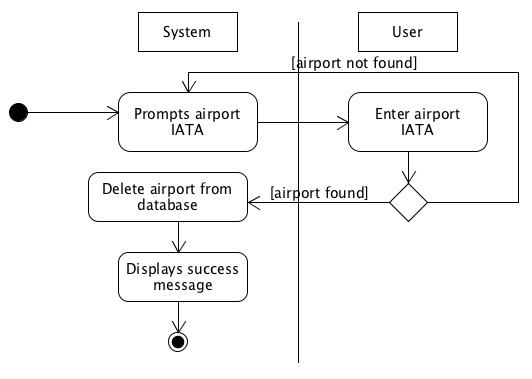 System
User
[airport not found]
Prompts airport
IATA
Enter airport
IATA
Delete airport from
database
[airport found]
Displays success
message